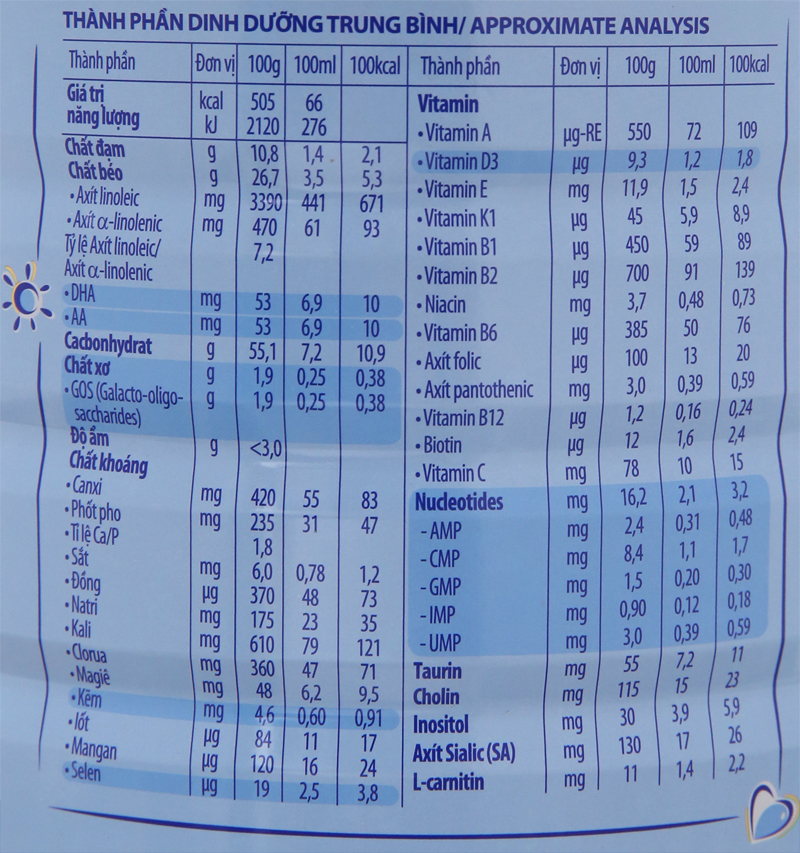 THÀNH PHẦN DINH DƯỠNG TRUNG BÌNH/ APPROXIMATE ANALYSIS
Thành phần Đơn vị 100g 100ml 100kcal
Giá trị
năng lượng
kcal 505 66
kJ 2120 276
Chất đạm g 10,8 1,4 2,1
Chất béo g 26,7 3,5 5,3
• Axít linoleic mg 3390 441 671
• Axít α-linolenic mg 470 61 93
Tỷ lệ Axít linoleic/ 7,2
Axít α-linolenic
• DHA mg 53 6,9 10
• AA mg 53 6,9 10
Cacbonhydrat g 55,1 7,2 10,9
Chất xơ g 1,9 0,25 0,38
• GOS (Galacto-oligo- g 1,9 0,25 0,38
saccharides)
Độ ẩm g <3,0
Chất khoáng
• Canxi mg 420 55 83
• Phốt pho mg 235 31 47
• Tỉ lệ Ca/P 1,8
• Sắt mg 6,0 0,78 1,2
• Đồng µg 370 48 73
• Natri mg 175 23 35
• Kali mg 610 79 121
• Clorua mg 360 47 71
• Magiê mg 48 6,2 9,5
• Kẽm mg 4,6 0,60 0,91
• Iốt µg 84 11 17
• Mangan µg 120 16 24
• Selen µg 19 2,5 3,8
Thành phần Đơn vị 100g 100ml 100kcal
Vitamin
• Vitamin A µg-RE 550 72 109
• Vitamin D3 µg 9,3 1,2 1,8
• Vitamin E mg 11,9 1,5 2,4
• Vitamin K1 µg 45 5,9 8,9
• Vitamin B1 µg 450 59 89
• Vitamin B2 µg 700 91 139
• Niacin mg 3,7 0,48 0,73
• Vitamin B6 µg 385 50 76
• Axít folic µg 100 13 20
• Axít pantothenic mg 3,0 0,39 0,59
• Vitamin B12 µg 1,2 0,16 0,24
• Biotin µg 12 1,6 2,4
• Vitamin C mg 78 10 15
Nucleotides mg 16,2 2,1 3,2
- AMP mg 2,4 0,31 0,48
- CMP mg 8,4 1,1 1,7
- GMP mg 1,5 0,20 0,30
- IMP mg 0,90 0,12 0,18
- UMP mg 3,0 0,39 0,59
Taurin mg 55 7,2 11
Cholin mg 115 15 23
Inositol mg 30 3,9 5,9
Axít Sialic (SA) mg 130 17 26
L-carnitin mg 11 1,4 2,2